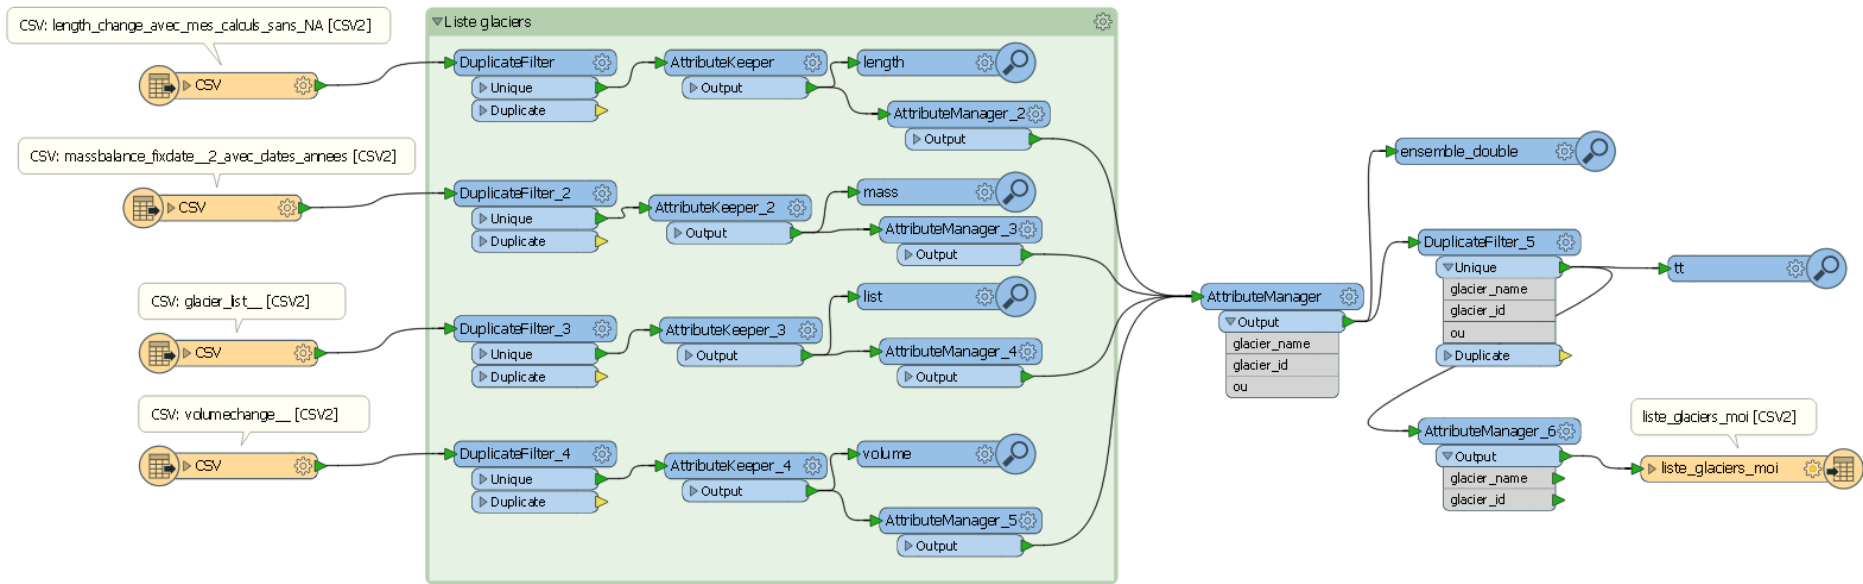 CSV: length_change_avec_mes_calculs_sans_NA [CSV2]
CSV
CSV: massbalance_fixdate__2_avec_dates_annees [CSV2]
CSV
CSV: glacier_list__ [CSV2]
CSV
CSV: volumechange__ [CSV2]
CSV
Liste glaciers
DuplicateFilter
Unique
Duplicate
AttributeKeeper
Output
length
AttributeManager_2
Output
DuplicateFilter_2
Unique
Duplicate
AttributeKeeper_2
Output
mass
AttributeManager_3
Output
DuplicateFilter_3
Unique
Duplicate
AttributeKeeper_3
Output
list
AttributeManager_4
Output
DuplicateFilter_4
Unique
Duplicate
AttributeKeeper_4
Output
volume
AttributeManager_5
Output
AttributeManager
Output
glacier_name
glacier_id
ou
ensemble_double
DuplicateFilter_5
Unique
glacier_name
glacier_id
ou
Duplicate
tt
AttributeManager_6
Output
glacier_name
glacier_id
liste_glaciers_moi [CSV2]
liste_glaciers_moi